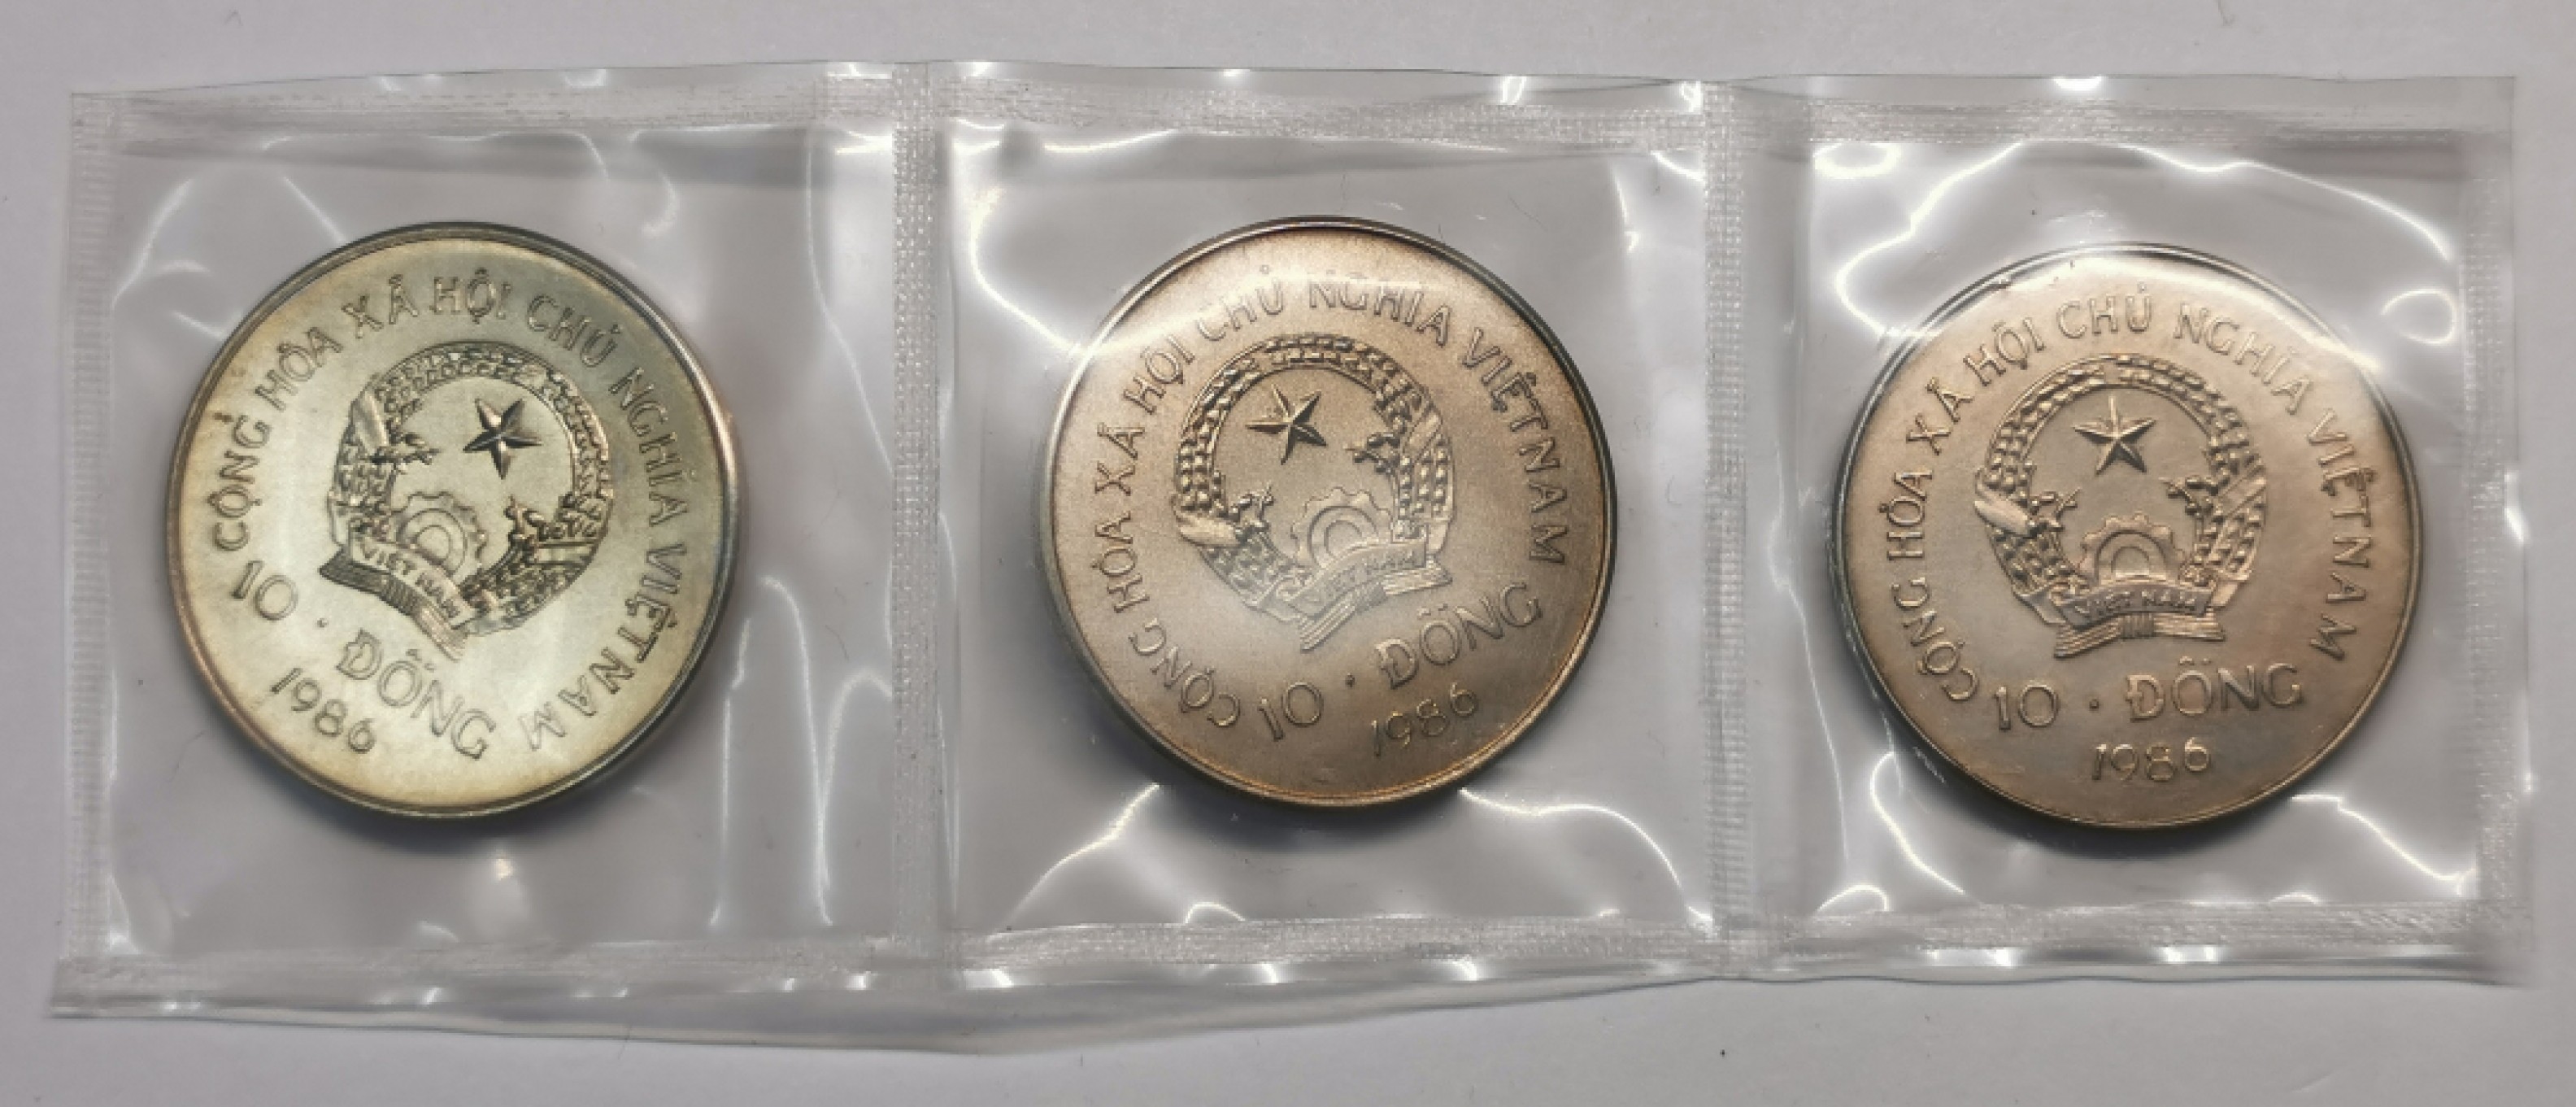 CỘNG HÒA XÃ HỘI CHỦ NGHĨA VIỆT NAM
VIỆT NAM
10 · ĐỒNG
1986
CỘNG HÒA XÃ HỘI CHỦ NGHĨA VIỆT NAM
VIỆT NAM
10 · ĐỒNG
1986
CỘNG HÒA XÃ HỘI CHỦ NGHĨA VIỆT NAM
VIỆT NAM
10 · ĐỒNG
1986